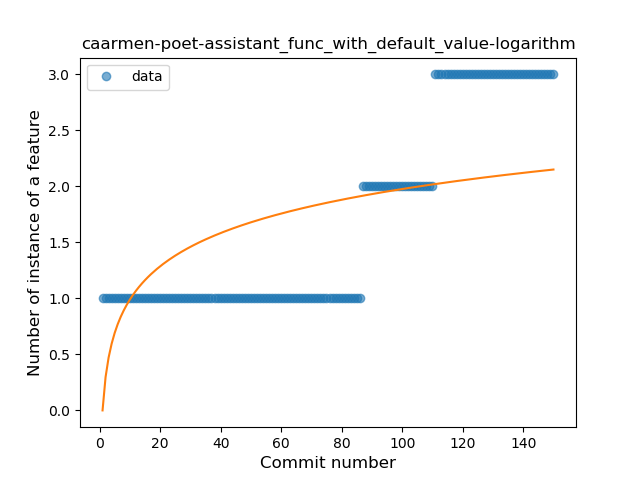 caarmen-poet-assistant_func_with_default_value-logarithm
data
Number of instance of a feature
3.0
2.5
2.0
1.5
1.0
0.5
0.0
0 20 40 60 80 100 120 140
Commit number